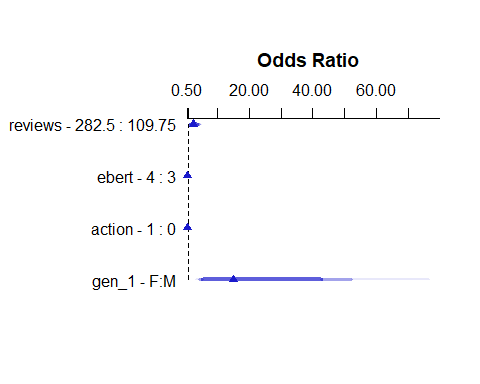 Odds Ratio
0.50 20.00 40.00 60.00
reviews - 282.5 : 109.75
ebert - 4 : 3
action - 1 : 0
gen_1 - F:M